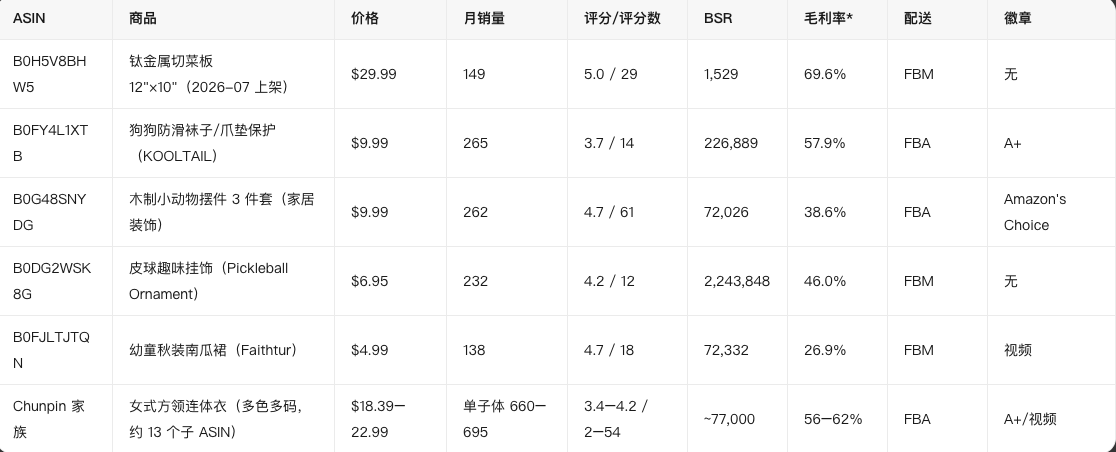 ASIN 商品 价格 月销量 评分/评分数 BSR 毛利率* 配送 徽章
B0H5V8BH
W5
钛金属切菜板
12"×10"（2026-07 上架）
$29.99
149
5.0 / 29
1,529
69.6%
FBM
无
B0FY4L1XT
B
狗狗防滑袜子/爪垫保护
（KOOLTAIL）
$9.99
265
3.7 / 14
226,889
57.9%
FBA
A+
B0G48SNY
DG
木制小动物摆件 3 件套（家居
装饰）
$9.99
262
4.7 / 61
72,026
38.6%
FBA
Amazon's
Choice
B0DG2WSK
8G
皮球趣味挂饰（Pickleball
Ornament）
$6.95
232
4.2 / 12
2,243,848
46.0%
FBM
无
B0FJLTJTQ
N
幼童秋装南瓜裙（Faithtur）
$4.99
138
4.7 / 18
72,332
26.9%
FBM
视频
Chunpin 家
族
女式方领连体衣（多色多码，
约 13 个子 ASIN）
$18.39–
22.99
单子体 660–
695
3.4–4.2 /
2–54
~77,000
56–62%
FBA
A+/视频